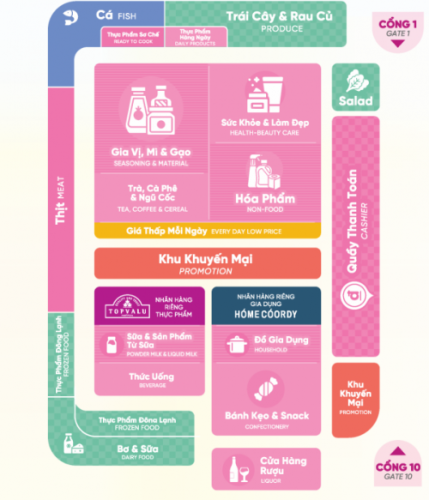 Cá FISH
Trái Cây & Rau Củ
PRODUCE
CỔNG 1
GATE 1
Thực Phẩm Sơ Chế
READY TO COOK
Thực Phẩm
Hàng Ngày
DAILY PRODUCTS
Salad
Gia Vị, Mì & Gạo
SEASONING & MATERIAL
Sức Khỏe & Làm Đẹp
HEALTH-BEAUTY CARE
Trà, Cà Phê
& Ngũ Cốc
TEA, COFFEE & CEREAL
Hóa Phẩm
NON-FOOD
Giá Thấp Mỗi Ngày EVERY DAY LOW PRICE
Thịt MEAT
Quầy Thanh Toán
CASHIER
Khu Khuyến Mại
PROMOTION
TOPVALU
NHÃN HÀNG
RIÊNG
THỰC PHẨM
NHÃN HÀNG RIÊNG
GIA DỤNG
HOME CÓORDY
Sữa & Sản Phẩm
Từ Sữa
POWDER MILK & LIQUID MILK
Đồ Gia Dụng
HOUSEHOLD
Thức Uống
BEVERAGE
Bánh Kẹo & Snack
CONFECTIONERY
Thực Phẩm Đông Lạnh
FROZEN FOOD
Khu
Khuyến
Mại
PROMOTION
Thực Phẩm Đông Lạnh
FROZEN FOOD
Bơ & Sữa
DAIRY FOOD
Cửa Hàng
Rượu
LIQUOR
CỔNG 10
GATE 10